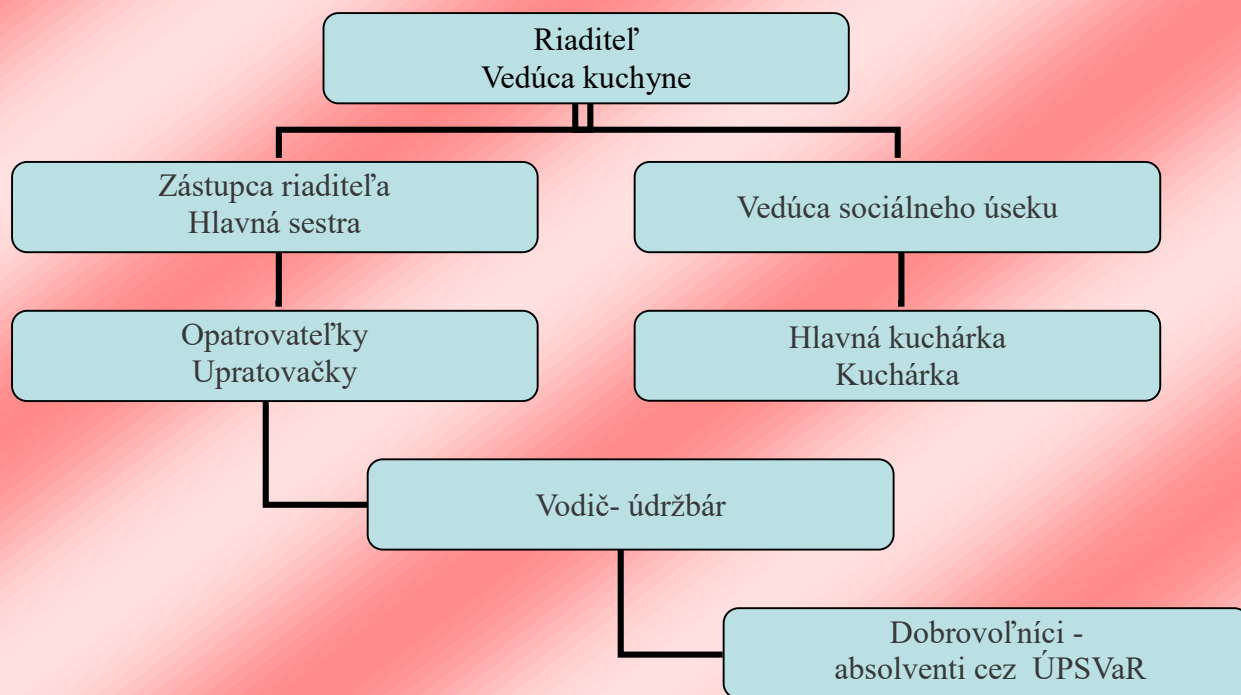 Riaditeľ
Vedúca kuchyne
Zástupca riaditeľa
Hlavná sestra
Vedúca sociálneho úseku
Opatrovateľky
Upratovačky
Hlavná kuchárka
Kuchárka
Vodič- údržbár
Dobrovoľníci -
absolventi cez ÚPSVaR